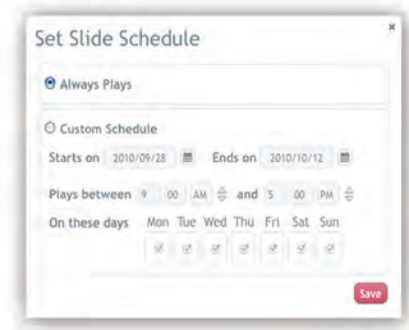 Set Slide Schedule
Always Plays
Custom Schedule
Starts on 2010/09/28 Ends on 2010/10/12
Plays between 9 00 AM and 5 00 PM
On these days Mon Tue Wed Thu Fri Sat Sun
Save